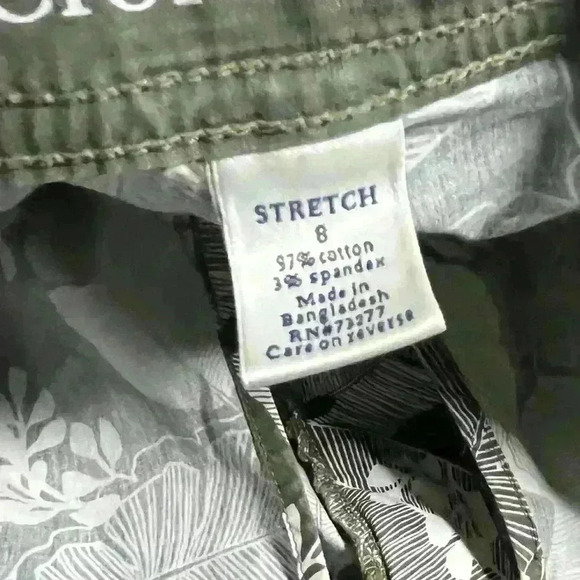 STRETCH
8
97% cotton
3% spandex
Made in
Bangladesh
RN#73277
Care on reverse